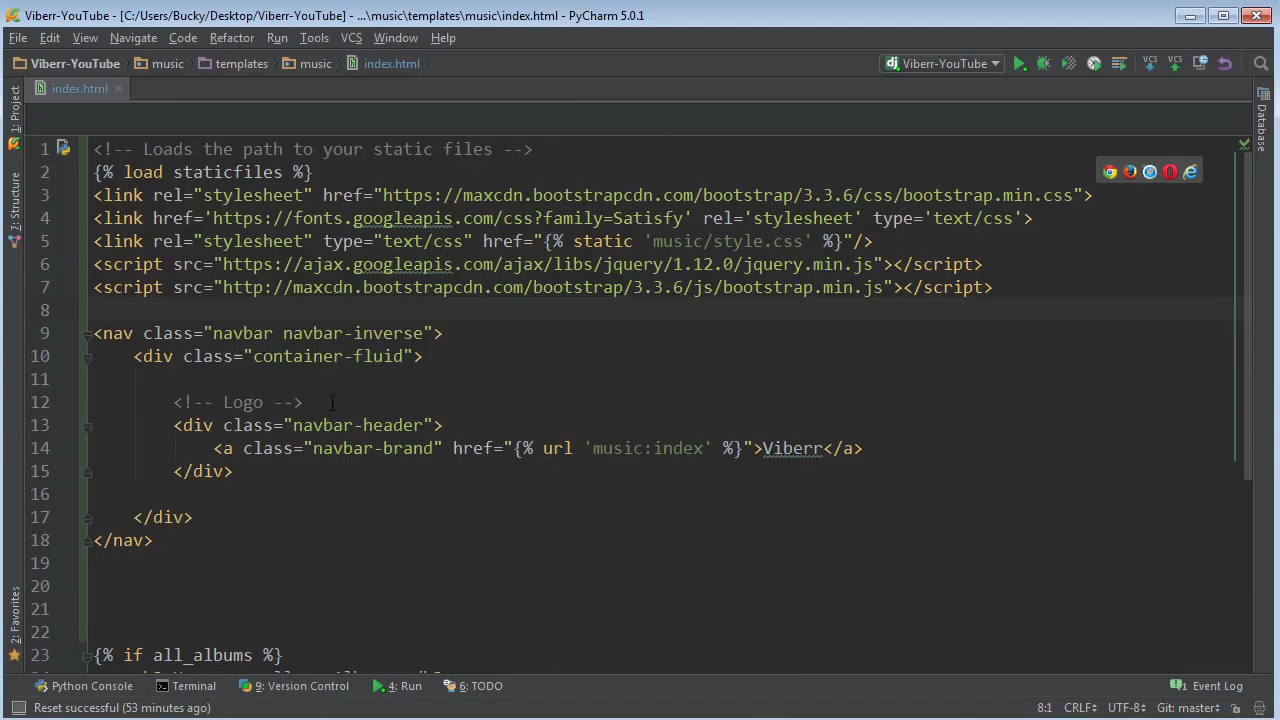 Viberr-YouTube - [C:/Users/Bucky/Desktop/Viberr-YouTube] - ...\music\templates\music\index.html - PyCharm 5.0.1
File Edit View Navigate Code Refactor Run Tools VCS Window Help
Viberr-YouTube music templates music index.html dj Viberr-YouTube VCS VCS
index.html
1: Project
7: Structure
2: Favorites
Database
1 <!-- Loads the path to your static files -->
2 {% load staticfiles %}
3 <link rel="stylesheet" href="https://maxcdn.bootstrapcdn.com/bootstrap/3.3.6/css/bootstrap.min.css">
4 <link href='https://fonts.googleapis.com/css?family=Satisfy' rel='stylesheet' type='text/css'>
5 <link rel="stylesheet" type="text/css" href="{% static 'music/style.css' %}"/>
6 <script src="https://ajax.googleapis.com/ajax/libs/jquery/1.12.0/jquery.min.js"></script>
7 <script src="http://maxcdn.bootstrapcdn.com/bootstrap/3.3.6/js/bootstrap.min.js"></script>
8
9 <nav class="navbar navbar-inverse">
10 <div class="container-fluid">
11
12 <!-- Logo -->
13 <div class="navbar-header">
14 <a class="navbar-brand" href="{% url 'music:index' %}">Viberr</a>
15 </div>
16
17 </div>
18 </nav>
19
20
21
22
23 {% if all_albums %}
Python Console Terminal 9: Version Control 4: Run 6: TODO 1 Event Log
Reset successful (53 minutes ago) 8:1 CRLF UTF-8 Git: master